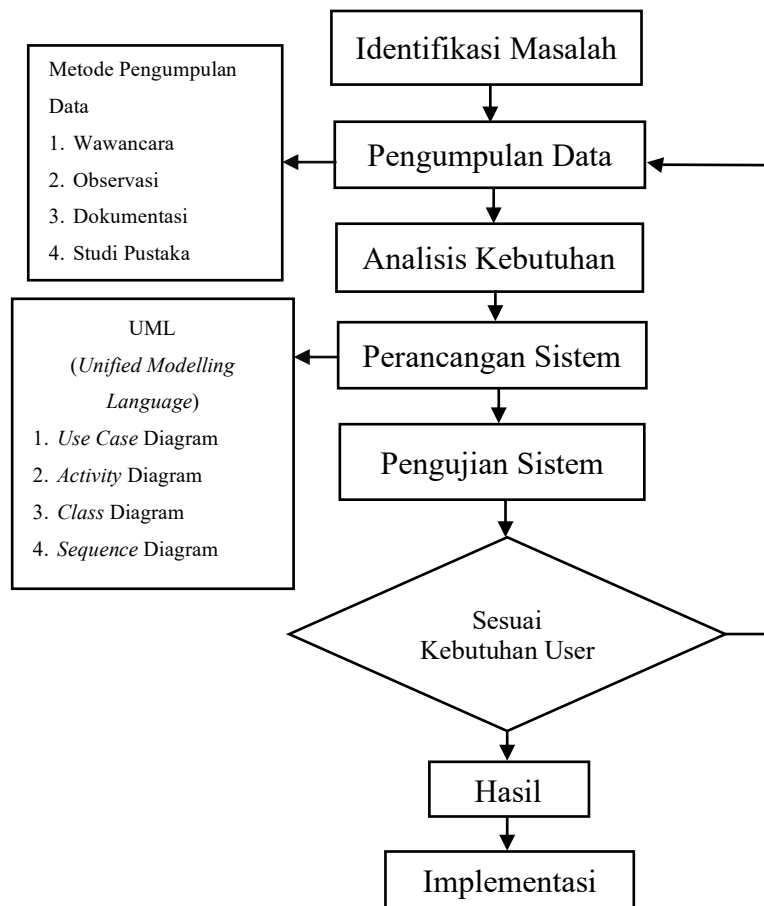 Identifikasi Masalah
Metode Pengumpulan
Data
1. Wawancara
2. Observasi
3. Dokumentasi
4. Studi Pustaka
Pengumpulan Data
Analisis Kebutuhan
UML
(Unified Modelling
Language)
1. Use Case Diagram
2. Activity Diagram
3. Class Diagram
4. Sequence Diagram
Perancangan Sistem
Pengujian Sistem
Sesuai
Kebutuhan User
Hasil
Implementasi